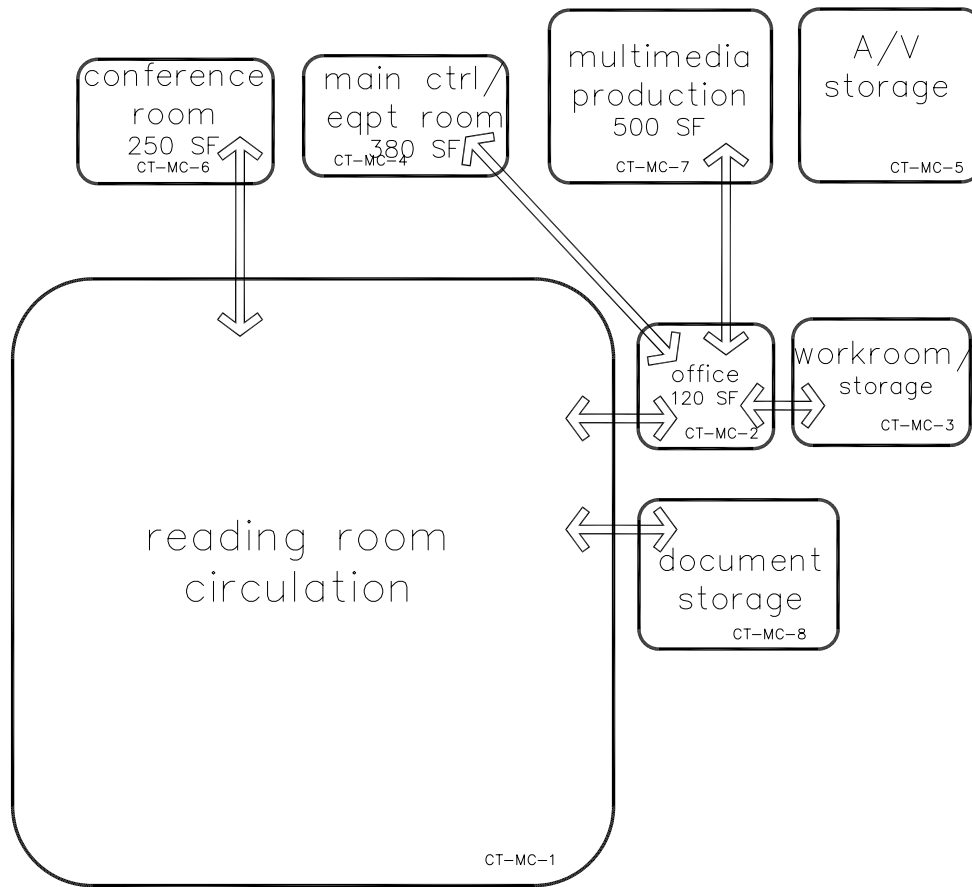 conference
room
250 SF
CT-MC-6
main ctrl/
eqpt room
380 SF
CT-MC-4
multimedia
production
500 SF
CT-MC-7
A/V
storage
CT-MC-5
office
120 SF
CT-MC-2
workroom/
storage
CT-MC-3
reading room
circulation
CT-MC-1
document
storage
CT-MC-8